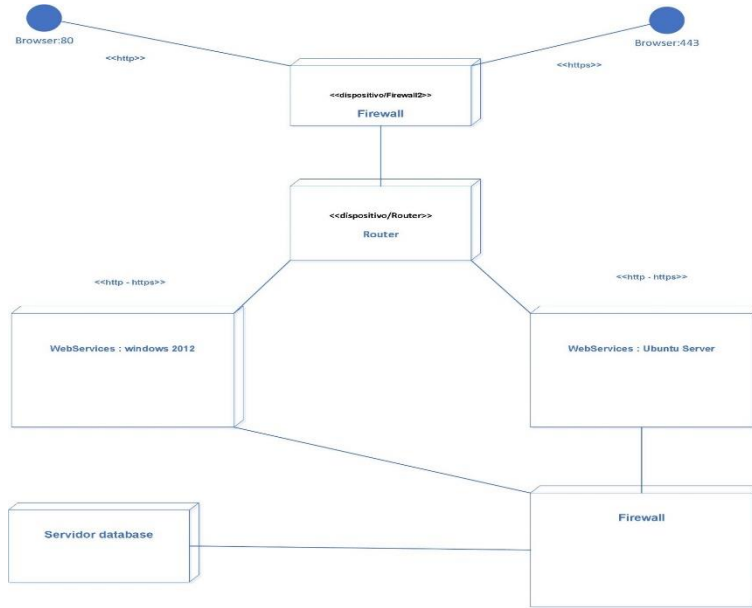 Browser:80
Browser:443
<<http>>
<<https>>
<<dispositivo/Firewall2>>
Firewall
<<dispositivo/Router>>
Router
<<http - https>>
<<http - https>>
WebServices : windows 2012
WebServices : Ubuntu Server
Servidor database
Firewall